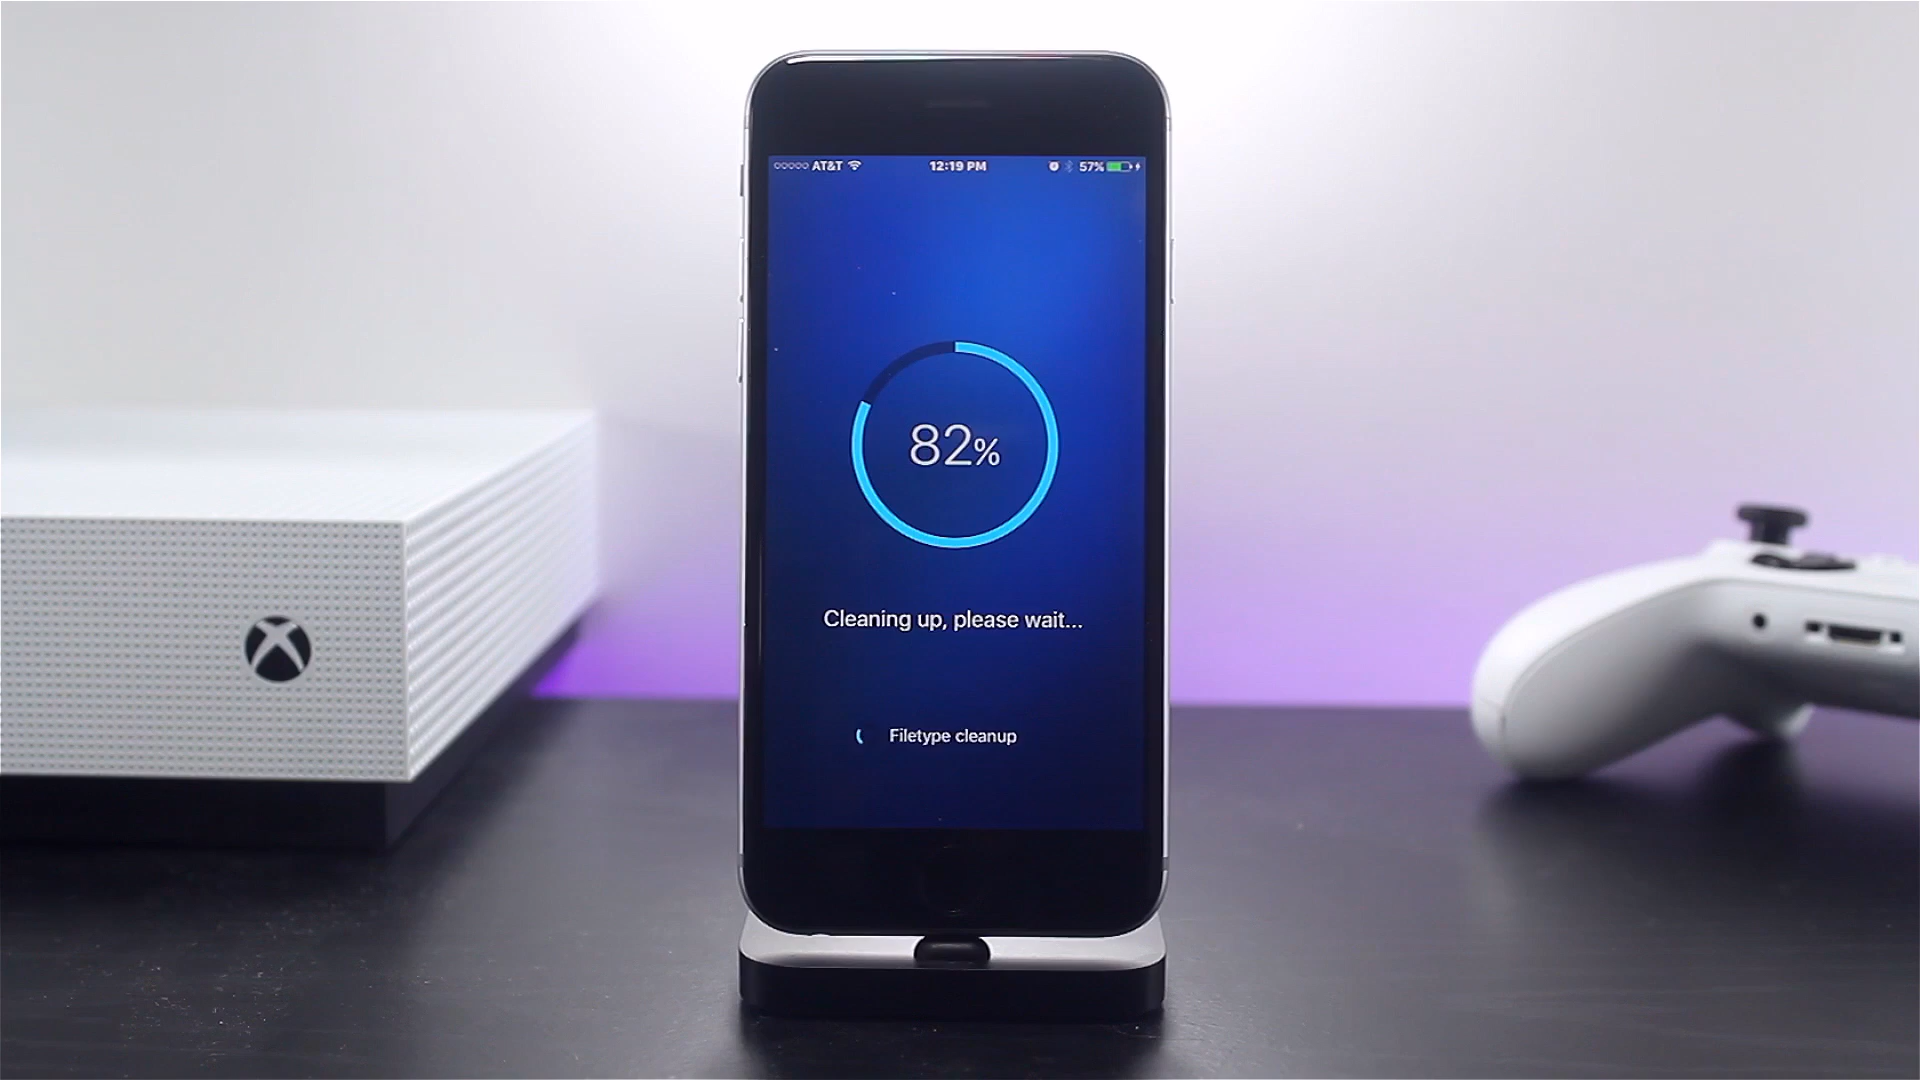 AT&T 12:19 PM 57%
82%
Cleaning up, please wait...
Filetype cleanup